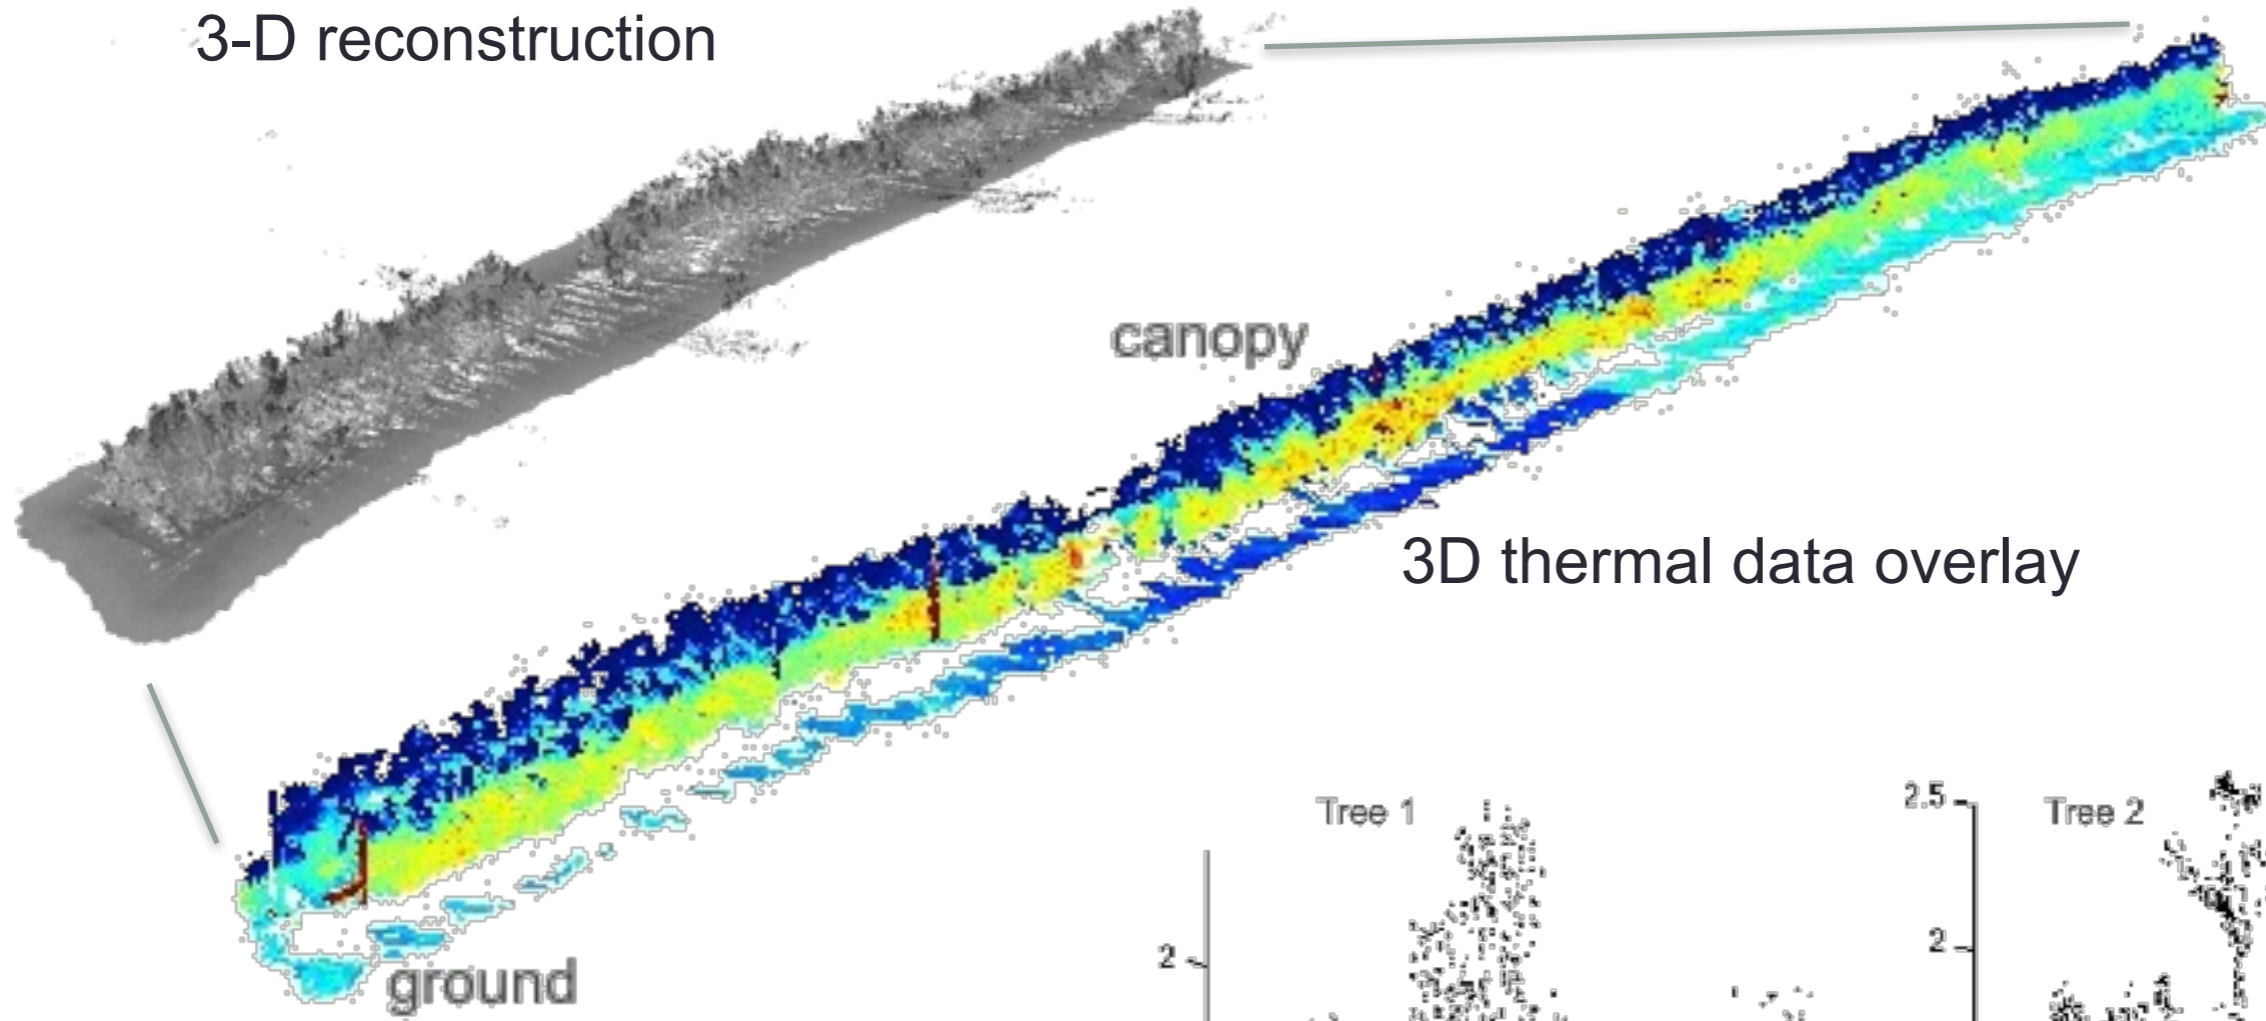 3-D reconstruction
canopy
3D thermal data overlay
ground
Tree 1
2
Tree 2
2.5
2